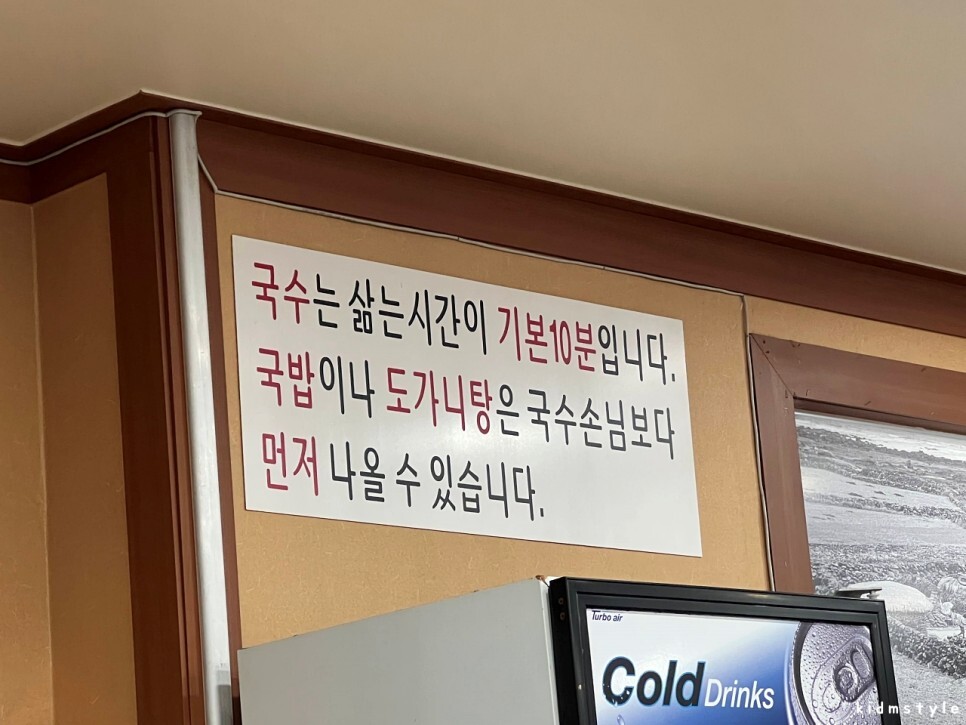 국수는 삶는시간이 기본10분입니다.
국밥이나 도가니탕은 국수손님보다
먼저 나올 수 있습니다.
Turbo air
Cold Drinks
kidmstyle